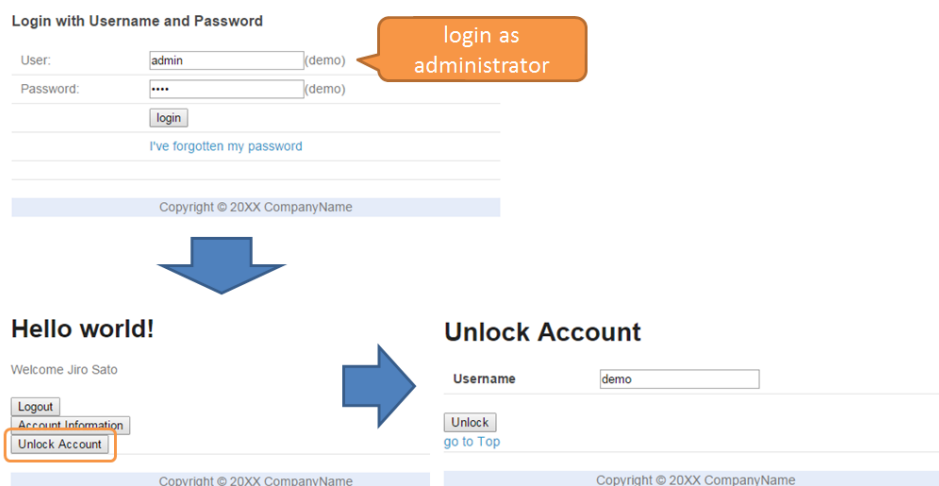 Login with Username and Password
login as
administrator
User: admin (demo)
Password: •••• (demo)
login
I've forgotten my password
Copyright © 20XX CompanyName
Hello world!
Welcome Jiro Sato
Logout
Account Information
Unlock Account
Copyright © 20XX CompanyName
Unlock Account
Username demo
Unlock
go to Top
Copyright © 20XX CompanyName